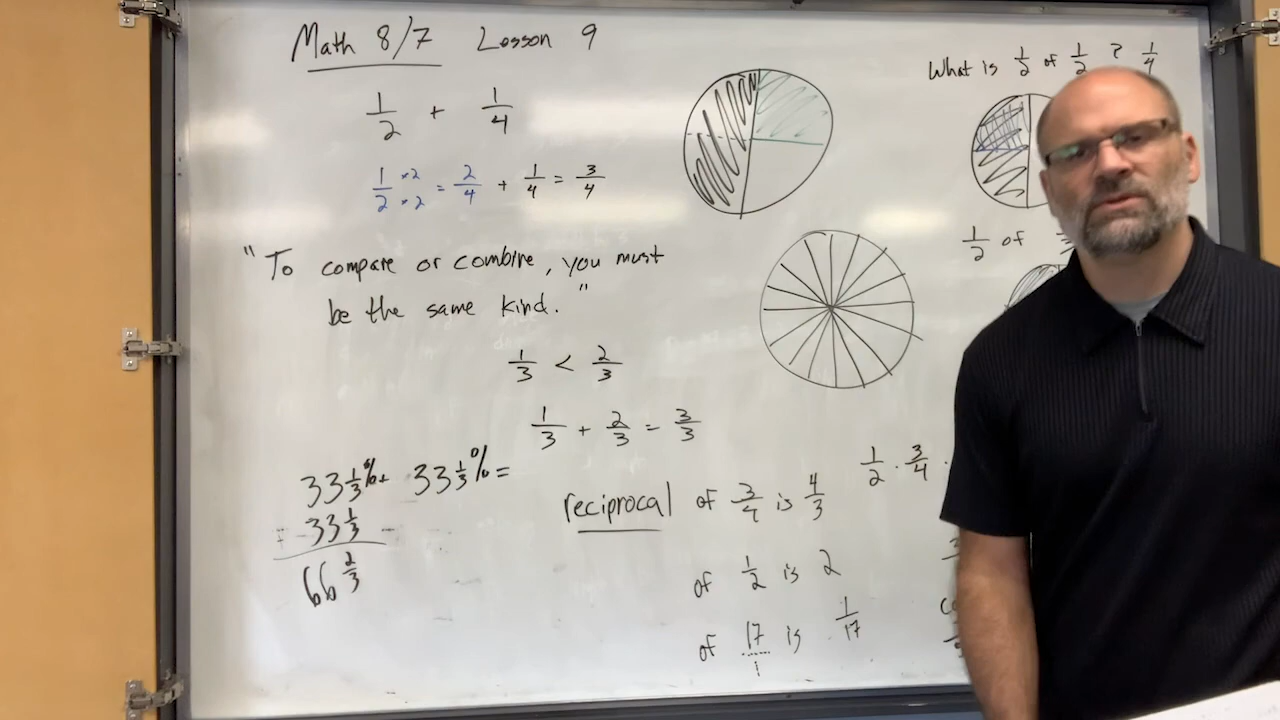 Math 8/7 Lesson 9
1/2 + 1/4
1/2 ×2 ×2 = 2/4 + 1/4 = 3/4
"To compare or combine, you must
be the same kind."
1/3 < 2/3
1/3 + 2/3 = 3/3
33 1/3% + 33 1/3% =
33 1/3
66 2/3
reciprocal of 3/4 is 4/3
of 1/2 is 2
of 17/1 is 1/17
What is 1/2 of 1/2 ? 1/4
1/2 of
1/2 · 3/4 ·